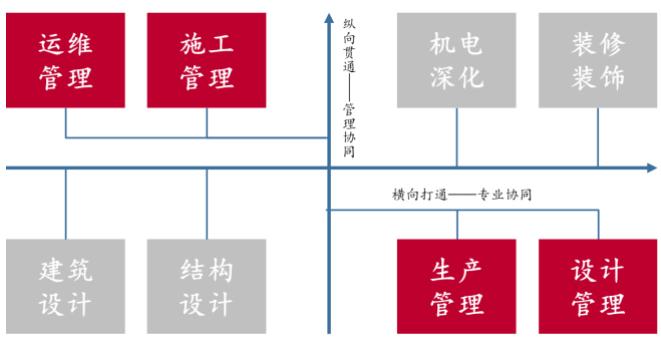 运维
管理
施工
管理
纵向贯通——管理协同
机电
深化
装修
装饰
横向打通——专业协同
建筑
设计
结构
设计
生产
管理
设计
管理